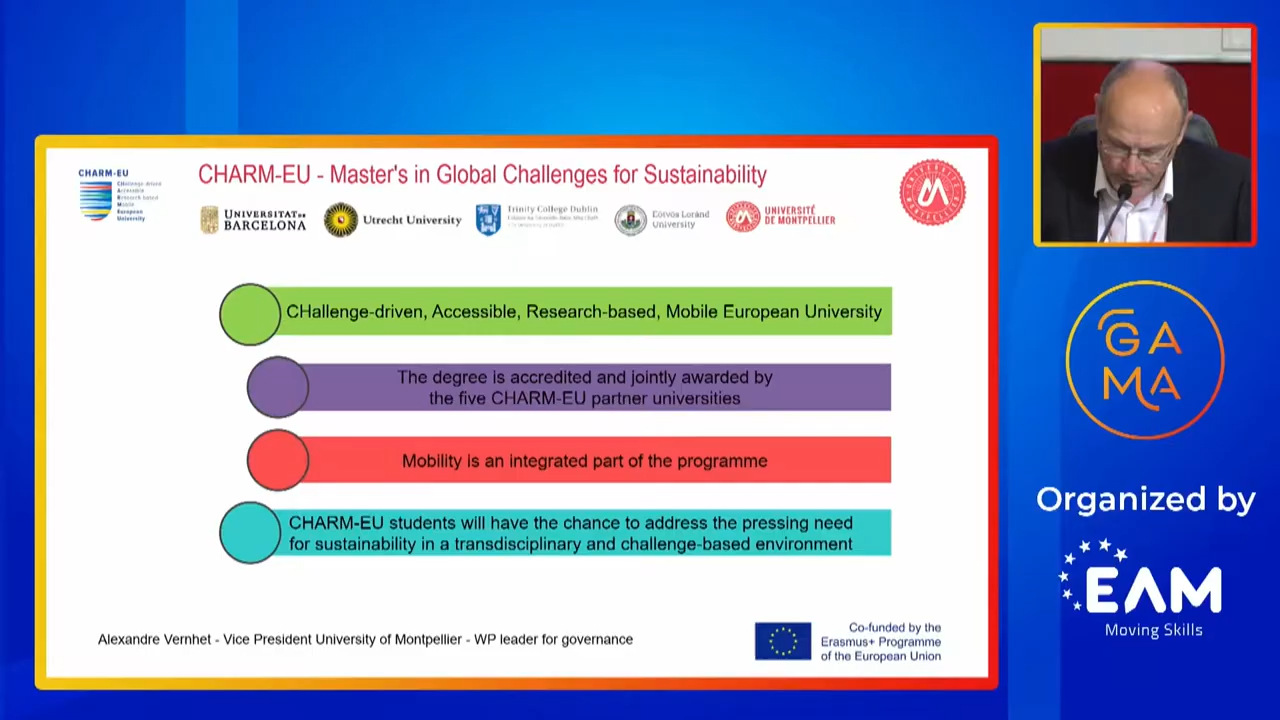 CHARM-EU
CHallenge-driven
Accessible
Research-based
Mobile
European
University
CHARM-EU - Master's in Global Challenges for Sustainability
UNIVERSITAT DE
BARCELONA
Utrecht University
Trinity College Dublin
Eötvös Loránd
University
UNIVERSITÉ
DE MONTPELLIER
CHallenge-driven, Accessible, Research-based, Mobile European University
The degree is accredited and jointly awarded by
the five CHARM-EU partner universities
Mobility is an integrated part of the programme
CHARM-EU students will have the chance to address the pressing need
for sustainability in a transdisciplinary and challenge-based environment
Alexandre Vernhet - Vice President University of Montpellier - WP leader for governance
Co-funded by the
Erasmus+ Programme
of the European Union
GA
MA
Organized by
EAM
Moving Skills